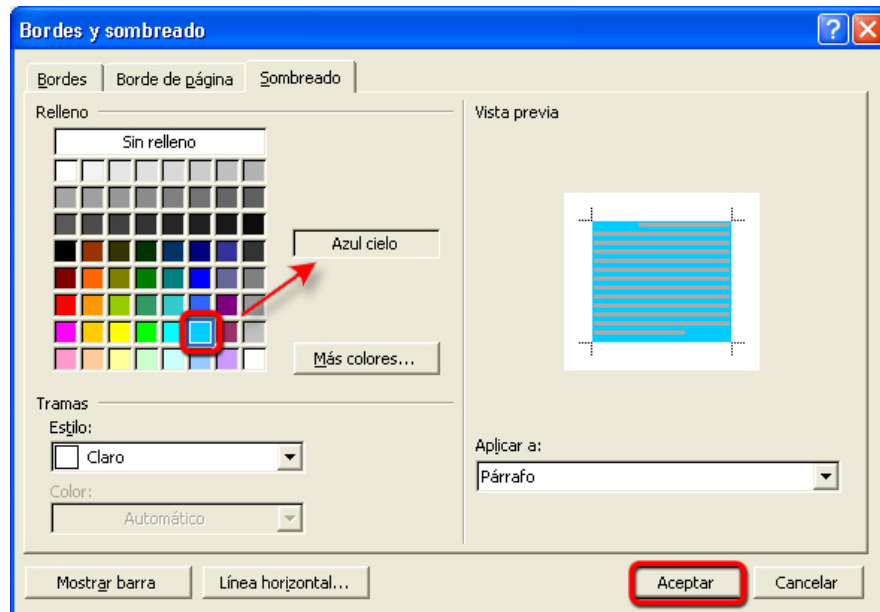 Bordes y sombreado
Bordes
Borde de página
Sombreado
Relleno
Sin relleno
Azul cielo
Más colores...
Tramas
Estilo:
Claro
Color:
Automático
Vista previa
Aplicar a:
Párrafo
Mostrar barra
Línea horizontal...
Aceptar
Cancelar